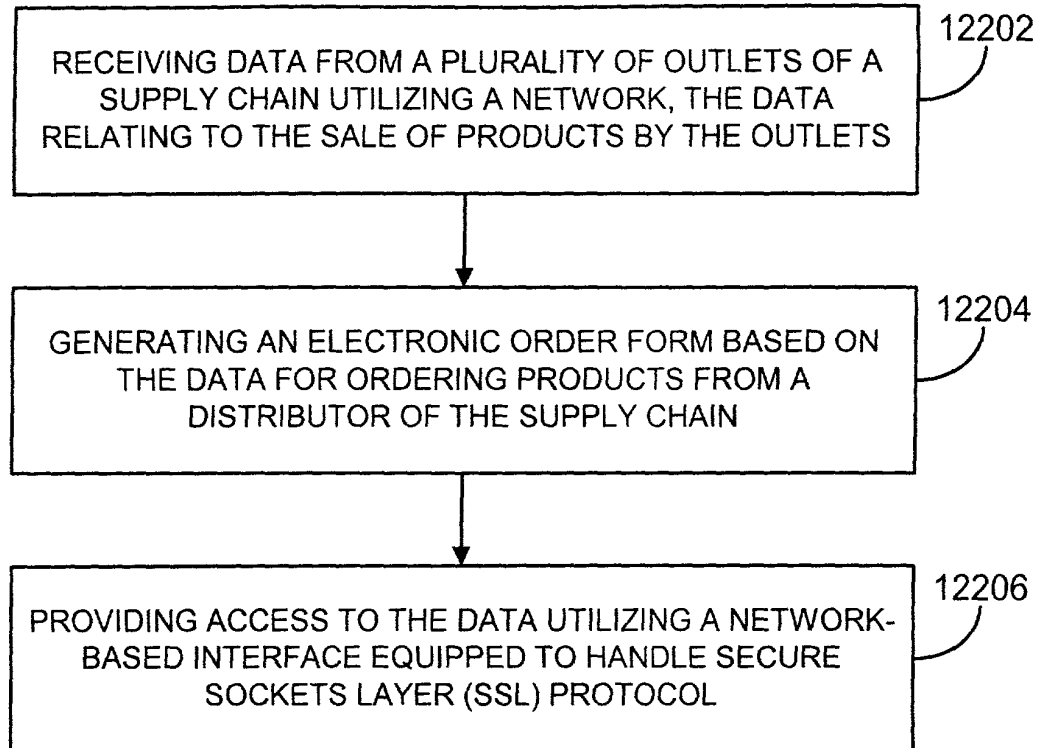 12202
RECEIVING DATA FROM A PLURALITY OF OUTLETS OF A
SUPPLY CHAIN UTILIZING A NETWORK, THE DATA
RELATING TO THE SALE OF PRODUCTS BY THE OUTLETS
12204
GENERATING AN ELECTRONIC ORDER FORM BASED ON
THE DATA FOR ORDERING PRODUCTS FROM A
DISTRIBUTOR OF THE SUPPLY CHAIN
12206
PROVIDING ACCESS TO THE DATA UTILIZING A NETWORK-
BASED INTERFACE EQUIPPED TO HANDLE SECURE
SOCKETS LAYER (SSL) PROTOCOL